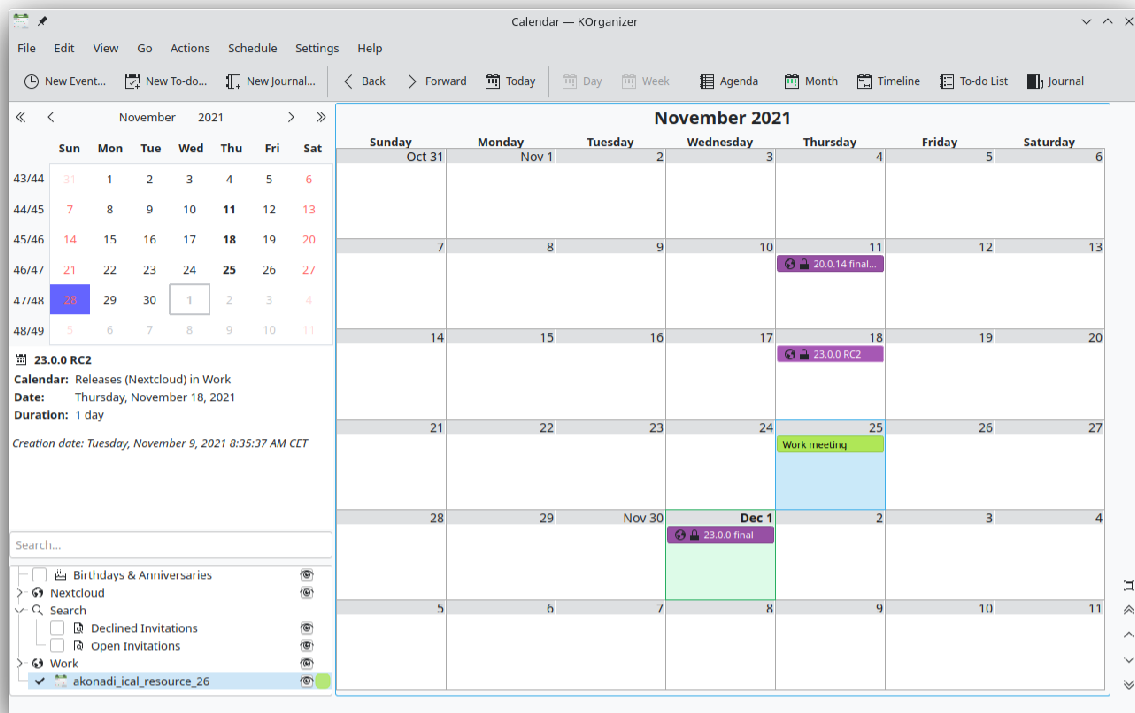 Calendar — KOrganizer
File Edit View Go Actions Schedule Settings Help
New Event... New To-do... New Journal... Back Forward Today Day Week Agenda Month Timeline To-do List Journal
November 2021
Sun Mon Tue Wed Thu Fri Sat
43/44 31 1 2 3 4 5 6
44/45 7 8 9 10 11 12 13
45/46 14 15 16 17 18 19 20
46/47 21 22 23 24 25 26 27
47/48 28 29 30 1 2 3 4
48/49 5 6 7 8 9 10 11
23.0.0 RC2
Calendar: Releases (Nextcloud) in Work
Date: Thursday, November 18, 2021
Duration: 1 day
Creation date: Tuesday, November 9, 2021 8:35:37 AM CET
Search...
Birthdays & Anniversaries
Nextcloud
Search
Declined Invitations
Open Invitations
Work
akonadi_ical_resource_26
November 2021
Sunday Monday Tuesday Wednesday Thursday Friday Saturday
Oct 31 Nov 1 2 3 4 5 6
7 8 9 10 11 12 13
20.0.14 final...
14 15 16 17 18 19 20
23.0.0 RC2
21 22 23 24 25 26 27
Work meeting
28 29 Nov 30 Dec 1 2 3 4
23.0.0 final
5 6 7 8 9 10 11